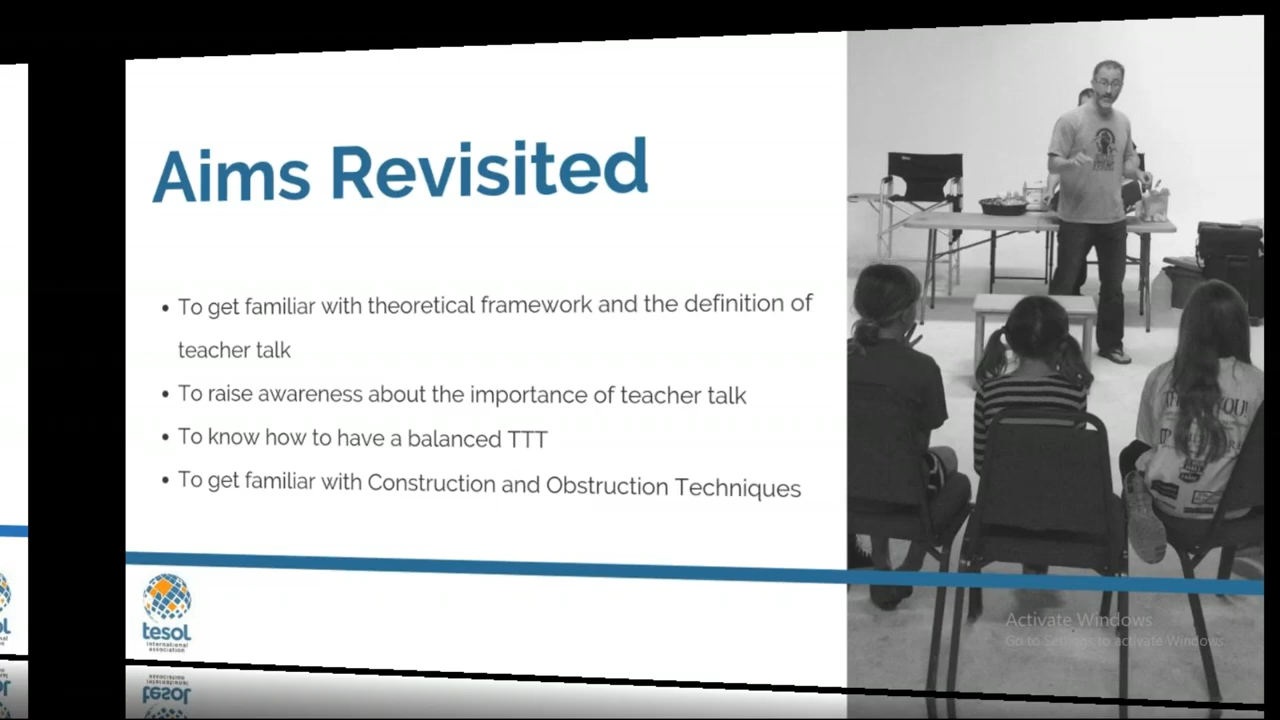 Aims Revisited
• To get familiar with theoretical framework and the definition of
teacher talk
• To raise awareness about the importance of teacher talk
• To know how to have a balanced TTT
• To get familiar with Construction and Obstruction Techniques
tesol
international
association
Activate Windows
Go to Settings to activate Windows.